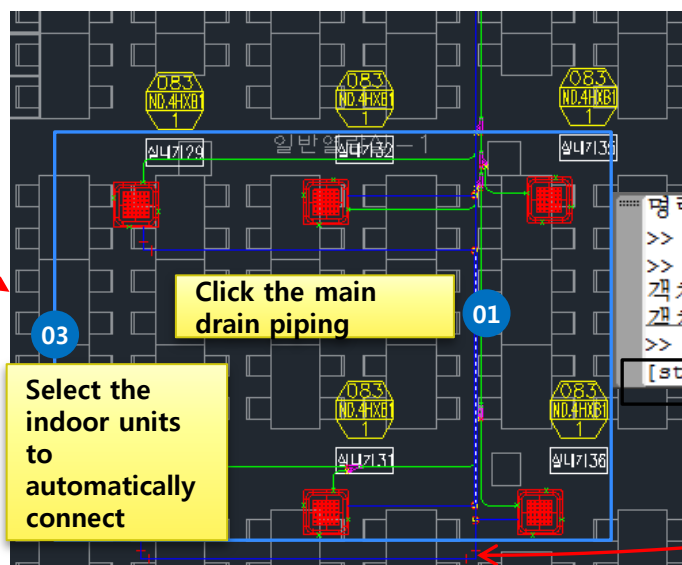 083
ND.4HXB1
1
083
ND.4HXB1
1
083
ND.4HXB1
1
실내기29
실내기32
실내기35
>>
>>
>>
[st
Click the main
drain piping
01
03
Select the
indoor units
to
automatically
connect
083
ND.4HXB1
1
083
ND.4HXB1
1
실내기31
실내기36